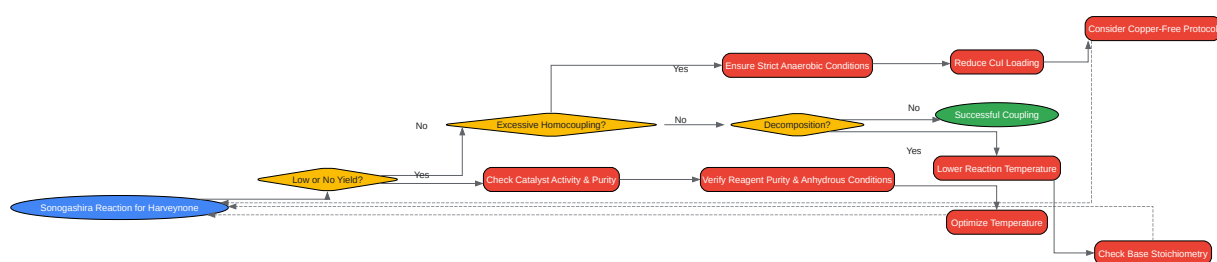 Consider Copper-Free Protocol
Yes
Ensure Strict Anaerobic Conditions
Reduce CuI Loading
No
Successful Coupling
No
Excessive Homocoupling?
No
Decomposition?
Yes
Lower Reaction Temperature
Low or No Yield?
Yes
Check Catalyst Activity & Purity
Verify Reagent Purity & Anhydrous Conditions
Sonogashira Reaction for Harveynone
Optimize Temperature
Check Base Stoichiometry